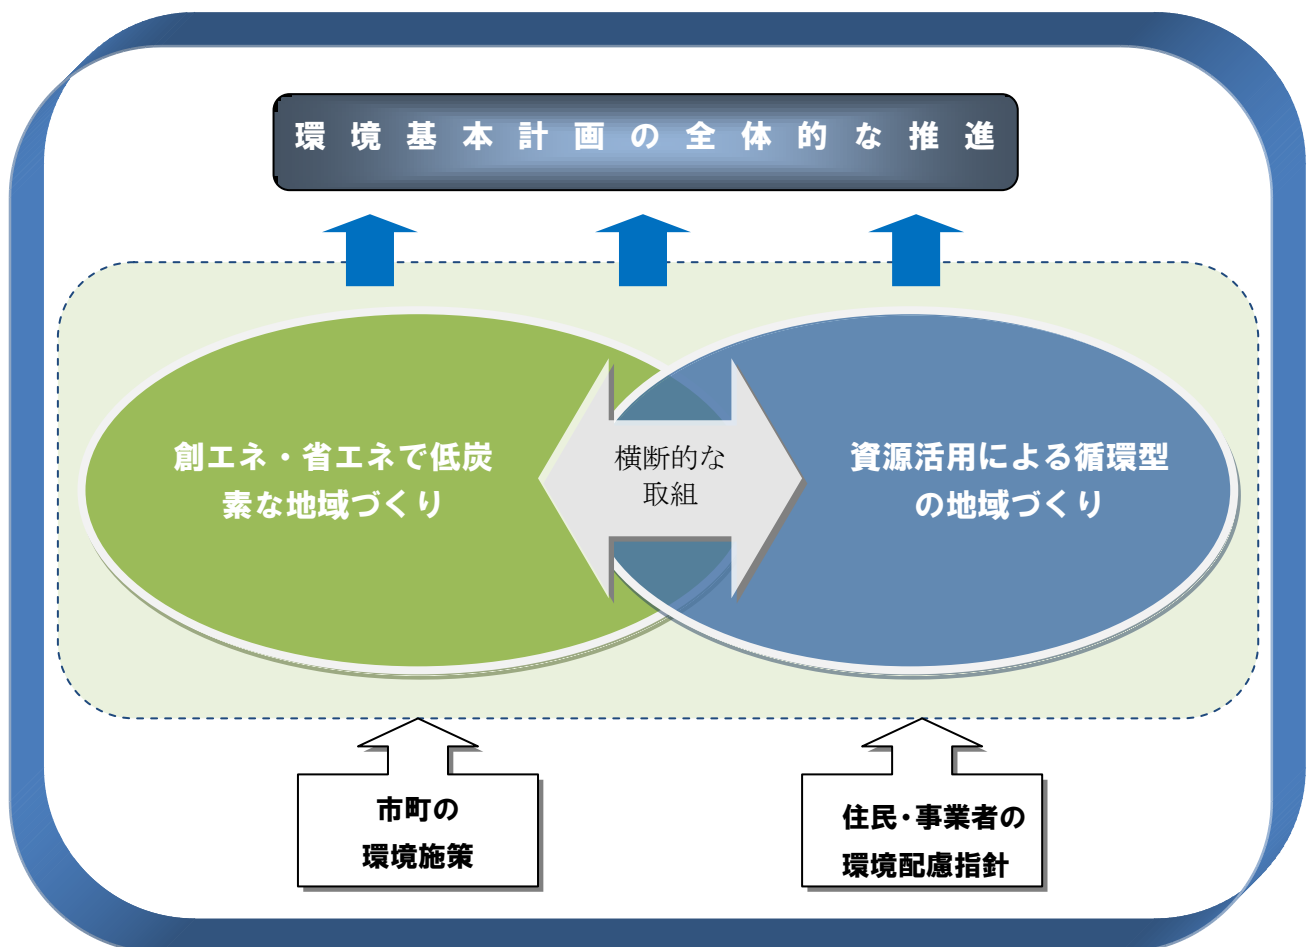 環境基本計画の全体的な推進
創エネ・省エネで低炭
素な地域づくり
横断的な
取組
資源活用による循環型
の地域づくり
市町の
環境施策
住民・事業者の
環境配慮指針